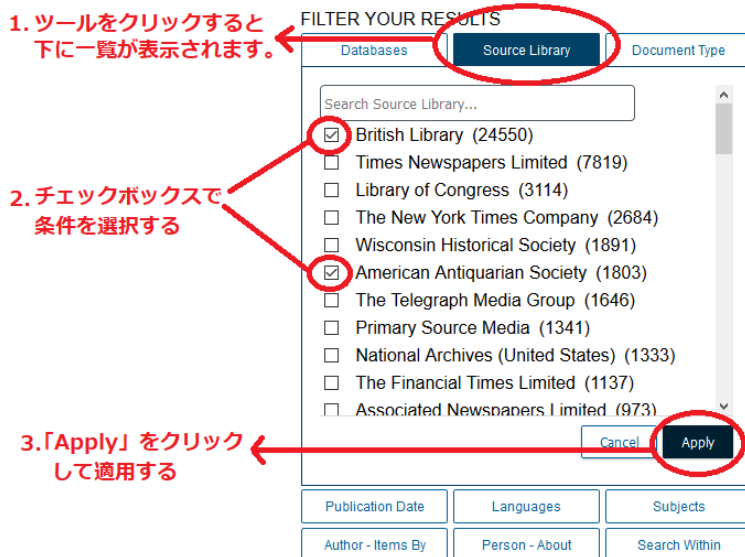 1. ツールをクリックすると
下に一覧が表示されます。
FILTER YOUR RESULTS
Databases
Source Library
Document Type
Search Source Library...
British Library (24550)
Times Newspapers Limited (7819)
Library of Congress (3114)
2. チェックボックスで
条件を選択する
The New York Times Company (2684)
Wisconsin Historical Society (1891)
American Antiquarian Society (1803)
The Telegraph Media Group (1646)
Primary Source Media (1341)
National Archives (United States) (1333)
The Financial Times Limited (1137)
Associated Newspapers Limited (973)
3.「Apply」をクリック
して適用する
Cancel
Apply
Publication Date
Languages
Subjects
Author - Items By
Person - About
Search Within